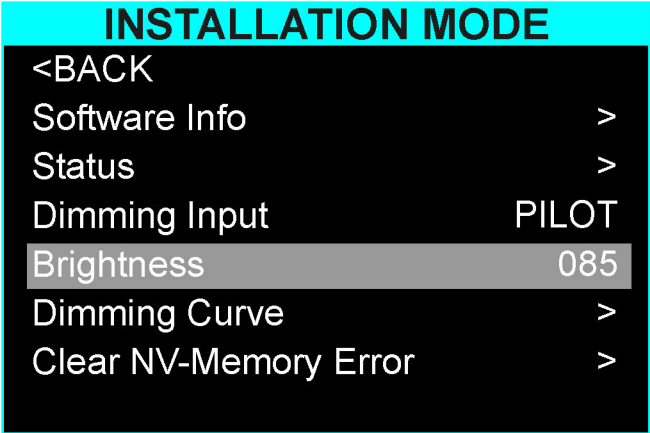 INSTALLATION MODE
<BACK
Software Info >
Status >
Dimming Input PILOT
Brightness 085
Dimming Curve >
Clear NV-Memory Error >